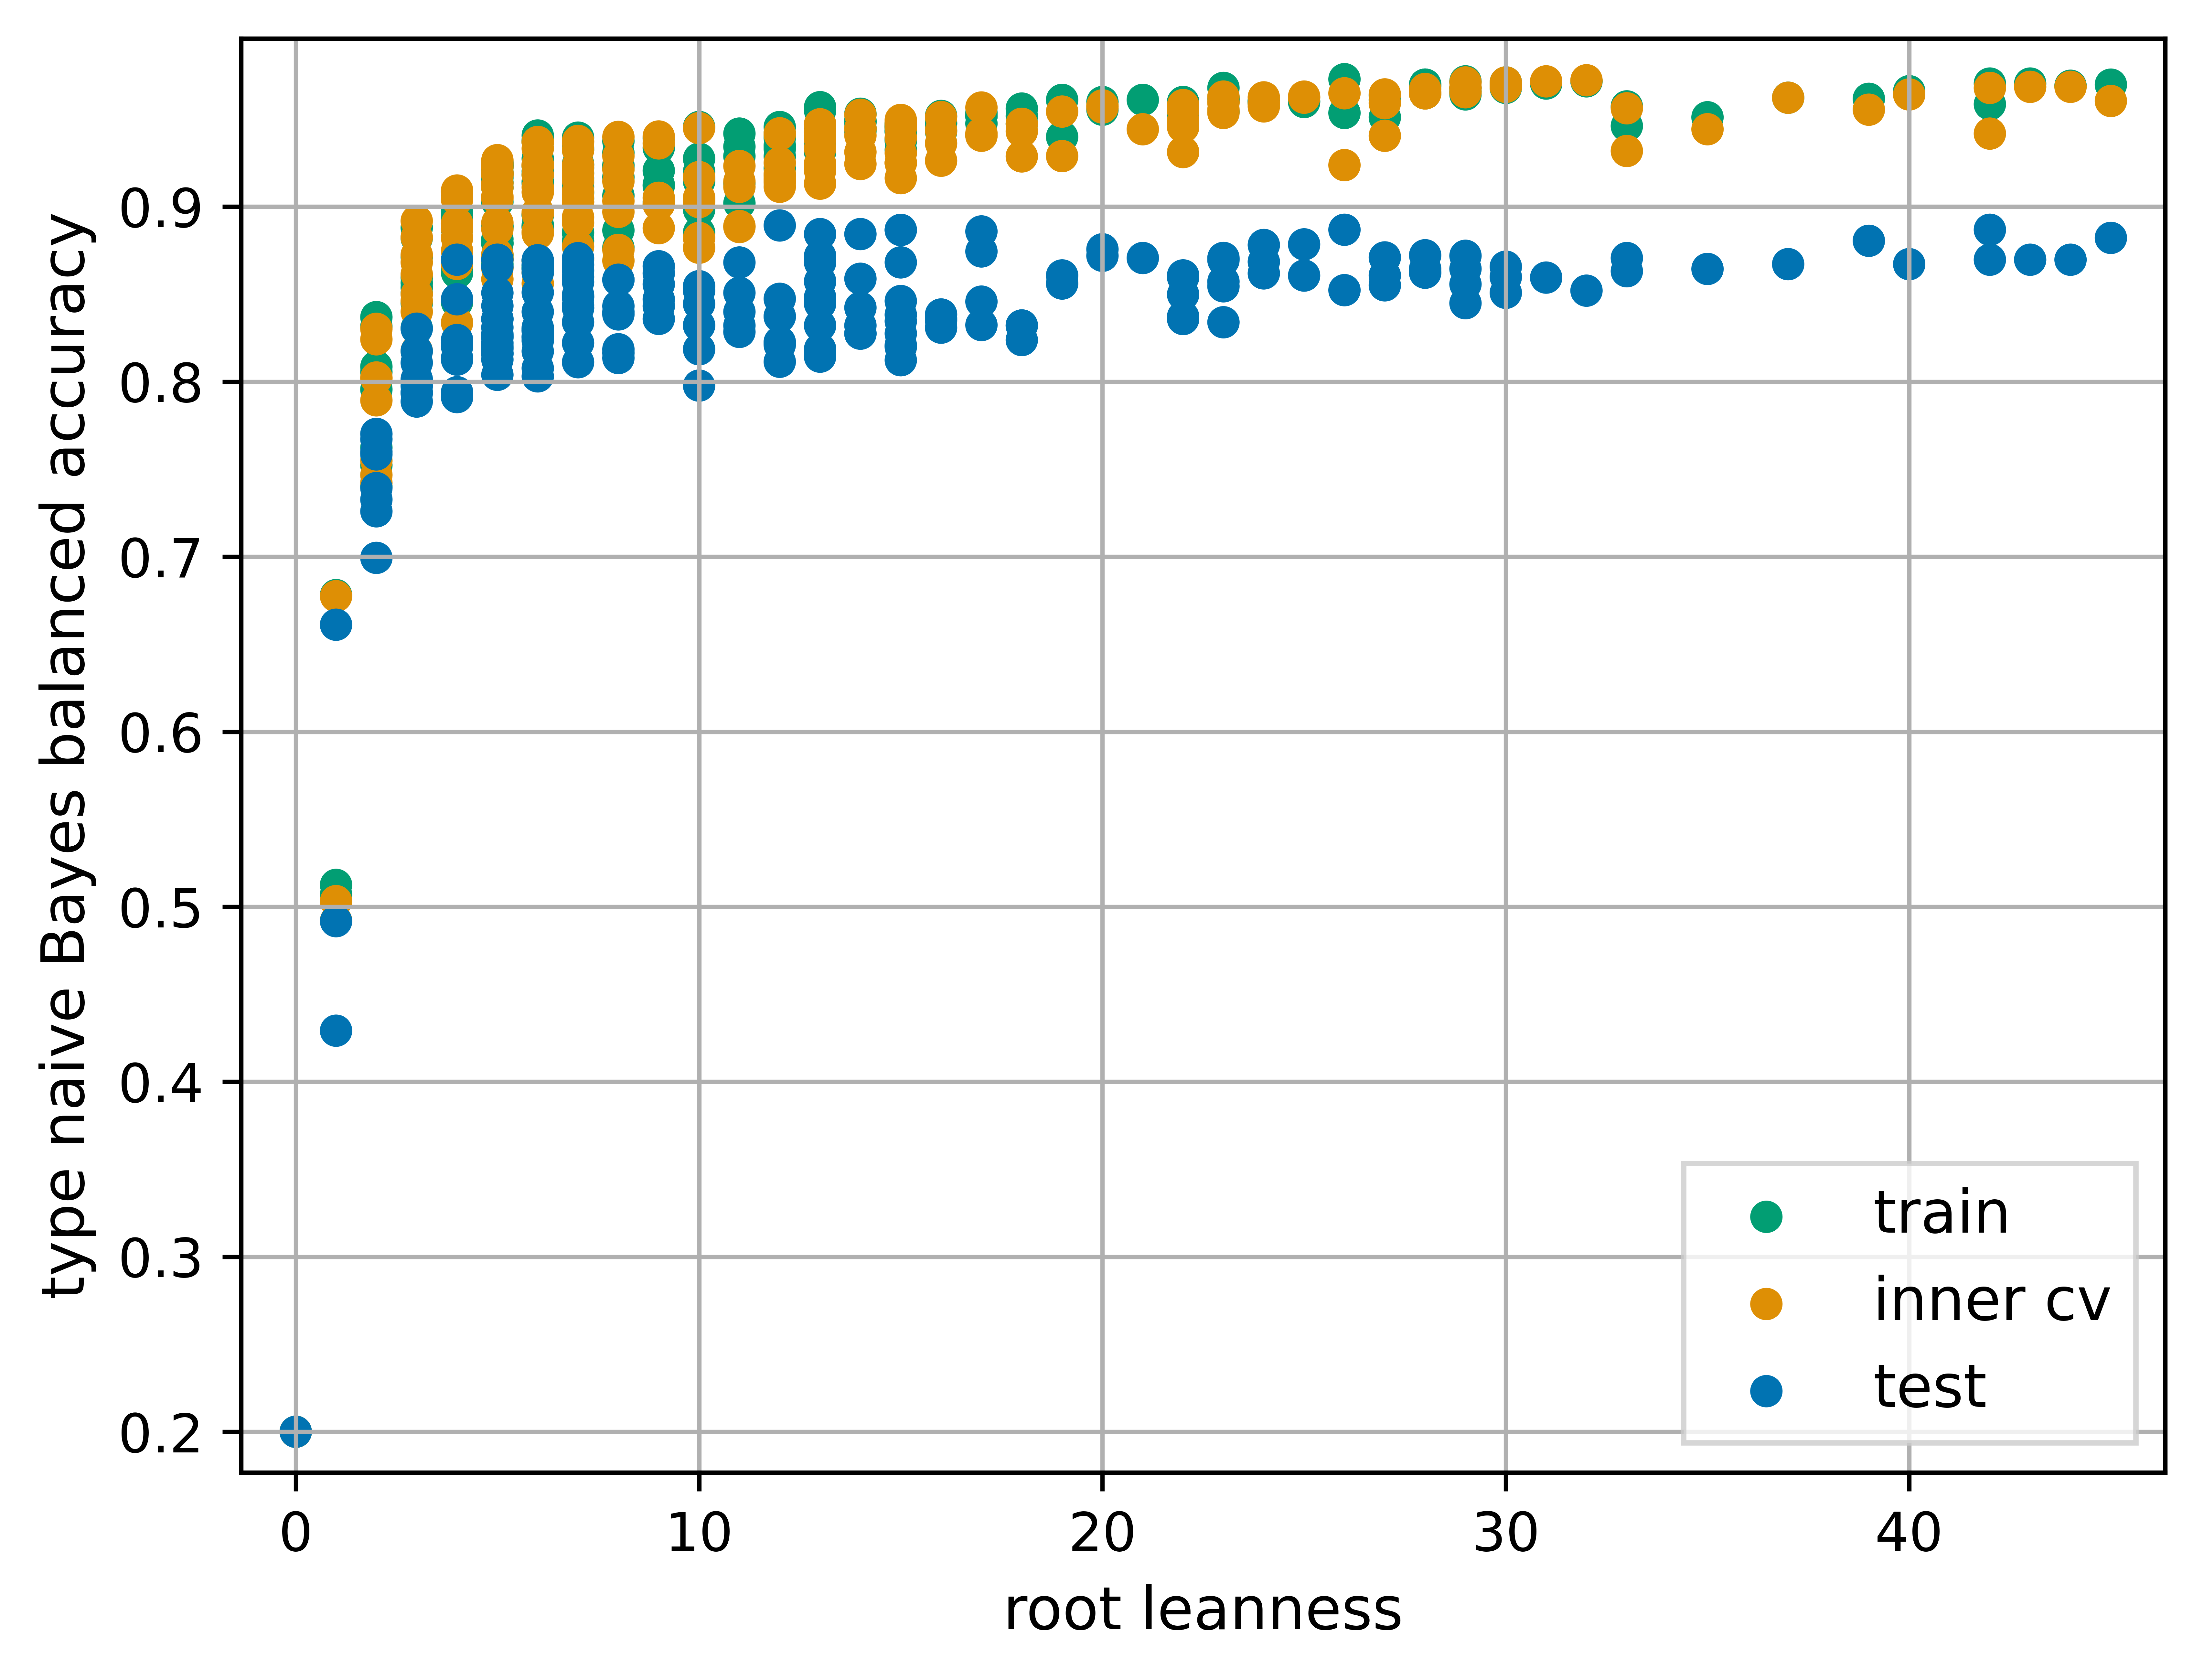 type naive Bayes balanced accuracy
0.9
0.8
0.7
0.6
0.5
0.4
0.3
0.2
train
inner cv
test
0 10 20 30 40
root leanness